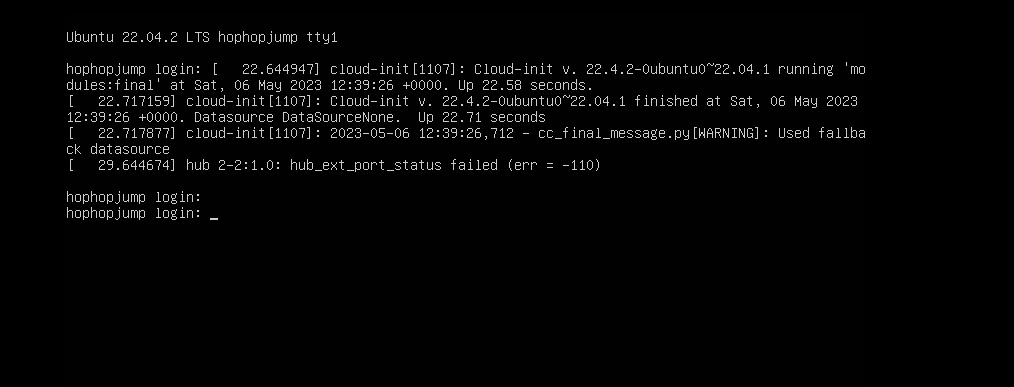 Ubuntu 22.04.2 LTS hophopjump tty1
hophopjump login: [   22.644947] cloud-init[1107]: Cloud-init v. 22.4.2-0ubuntu0~22.04.1 running 'mo
dules:final' at Sat, 06 May 2023 12:39:26 +0000. Up 22.58 seconds.
[   22.717159] cloud-init[1107]: Cloud-init v. 22.4.2-0ubuntu0~22.04.1 finished at Sat, 06 May 2023
12:39:26 +0000. Datasource DataSourceNone.  Up 22.71 seconds
[   22.717877] cloud-init[1107]: 2023-05-06 12:39:26,712 - cc_final_message.py[WARNING]: Used fallba
ck datasource
[   29.644674] hub 2-2:1.0: hub_ext_port_status failed (err = -110)
hophopjump login:
hophopjump login: _